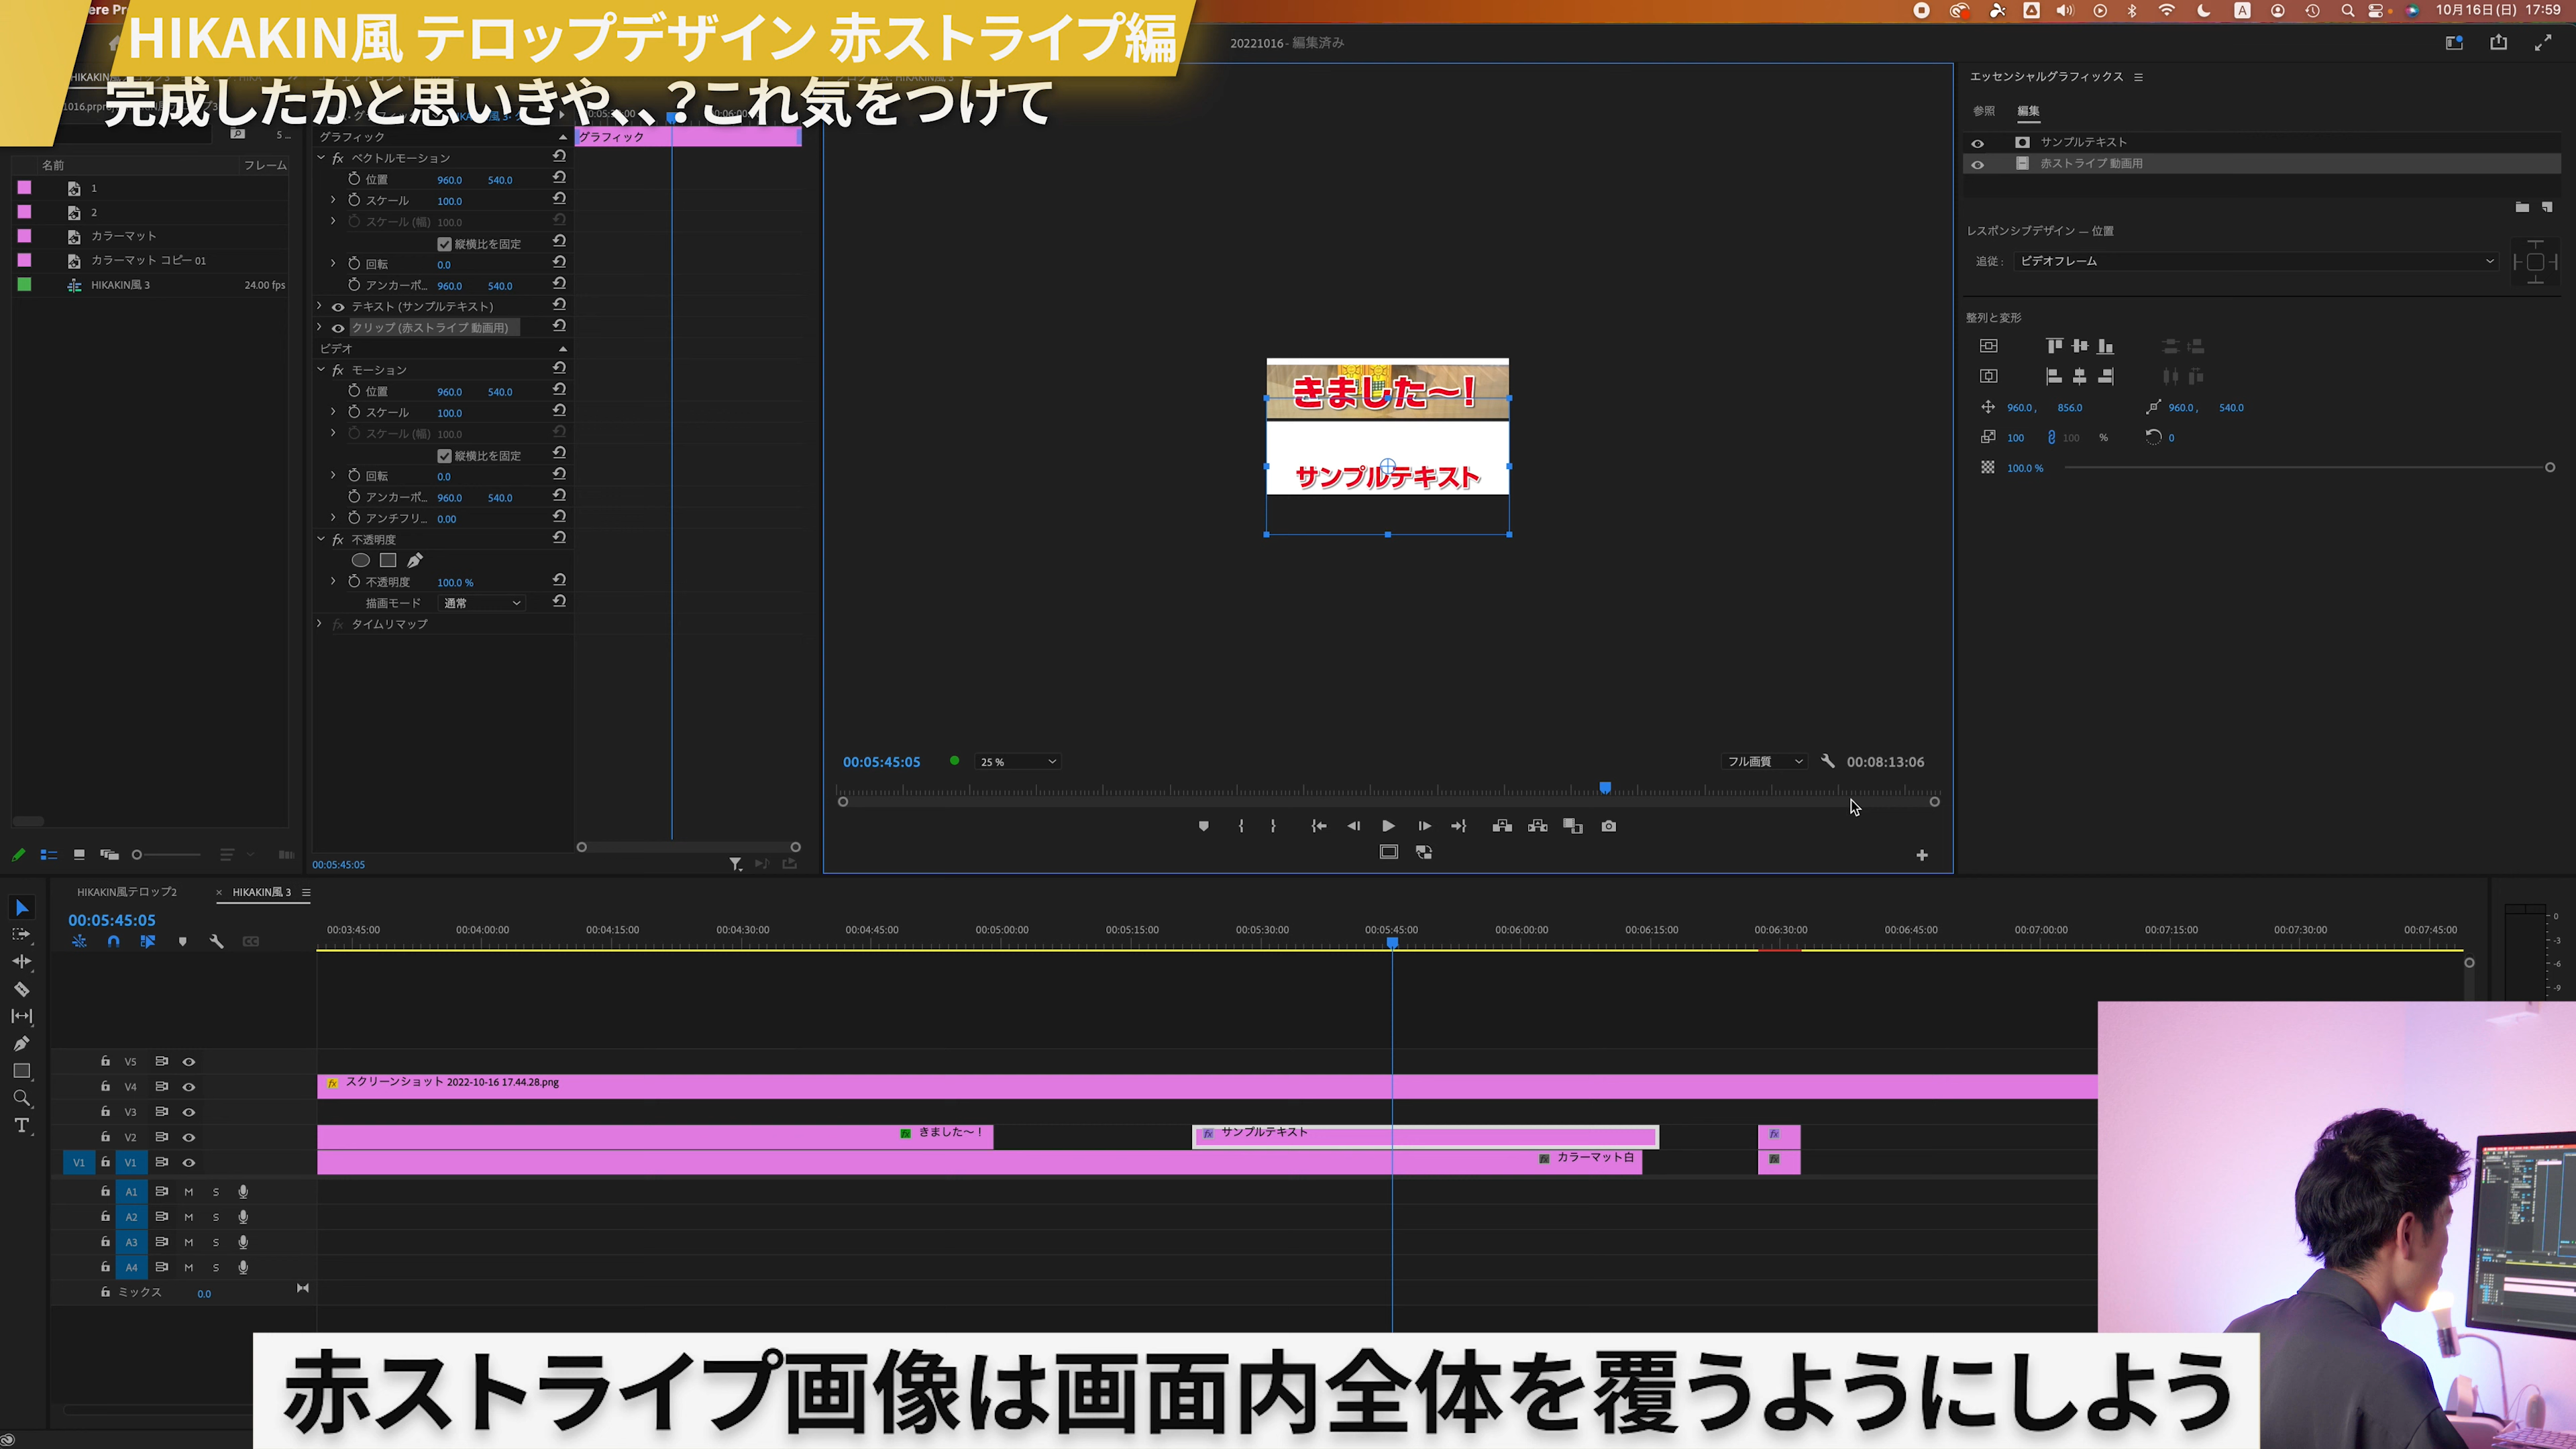 HIKAKIN風 テロップデザイン 赤ストライプ編
完成したかと思いきや、、？これ気をつけて
20221016 - 編集済み
10月16日(日) 17:59
名前
フレーム
1
2
カラーマット
カラーマット コピー 01
HIKAKIN風 3
24.00 fps
グラフィック
グラフィック
ベクトルモーション
位置 960.0 540.0
スケール 100.0
スケール (幅) 100.0
縦横比を固定
回転 0.0
アンカーポ... 960.0 540.0
テキスト (サンプルテキスト)
クリップ (赤ストライプ 動画用)
ビデオ
モーション
位置 960.0 540.0
スケール 100.0
スケール (幅) 100.0
縦横比を固定
回転 0.0
アンカーポ... 960.0 540.0
アンチフリ... 0.00
不透明度
不透明度 100.0 %
描画モード 通常
タイムリマップ
00:05:45:05
きました〜！
サンプルテキスト
00:05:45:05
25 %
フル画質
00:08:13:06
エッセンシャルグラフィックス
参照 編集
サンプルテキスト
赤ストライプ 動画用
レスポンシブデザイン — 位置
追従 : ビデオフレーム
整列と変形
960.0 , 856.0 960.0 , 540.0
100 100 % 0
100.0 %
HIKAKIN風テロップ2
× HIKAKIN風 3
00:05:45:05
00:03:45:00 00:04:00:00 00:04:15:00 00:04:30:00 00:04:45:00 00:05:00:00 00:05:15:00 00:05:30:00 00:05:45:00 00:06:00:00 00:06:15:00 00:06:30:00 00:06:45:00 00:07:00:00 00:07:15:00 00:07:30:00 00:07:45:00
0
-3
-6
-9
V5
V4
fx スクリーンショット 2022-10-16 17.44.28.png
V3
V2
fx きました〜！
fx サンプルテキスト
fx
V1 V1
fx カラーマット白
fx
A1 M S
A2 M S
A3 M S
A4 M S
ミックス 0.0
赤ストライプ画像は画面内全体を覆うようにしよう